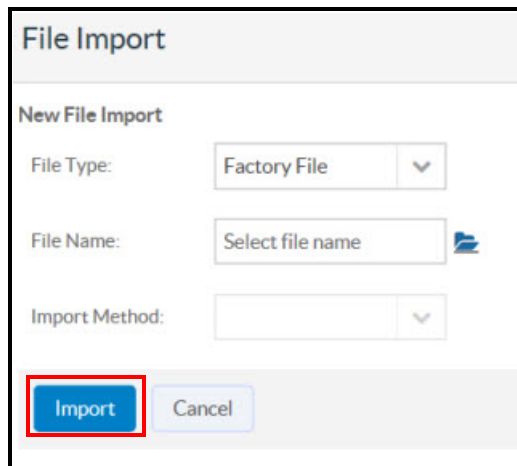 File Import
New File Import
File Type:
Factory File
File Name:
Select file name
Import Method:
Import
Cancel